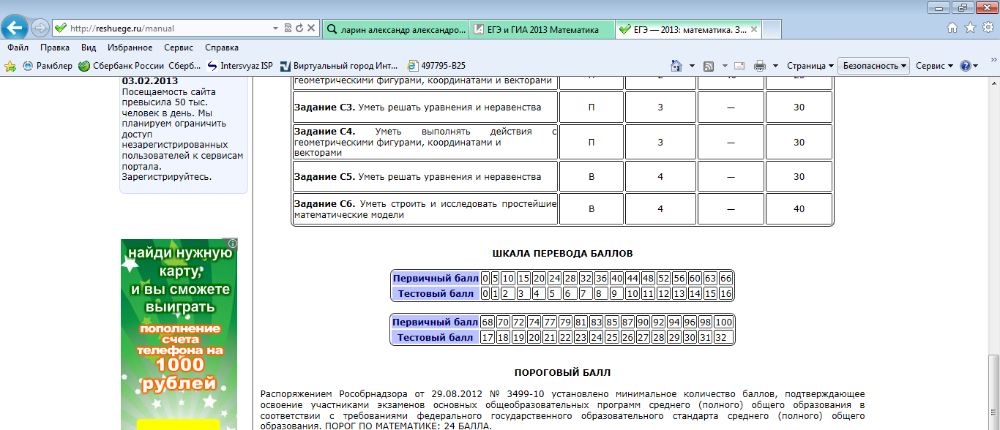 http://reshuege.ru/manual
ларин александр александро...
ЕГЭ и ГИА 2013 Математика
ЕГЭ — 2013: математика. З...
Файл Правка Вид Избранное Сервис Справка
Рамблер Сбербанк России Сберб... Intersvyaz ISP Виртуальный город Инт... 497795-B25
Страница Безопасность Сервис
03.02.2013
Посещаемость сайта
превысила 50 тыс.
человек в день. Мы
планируем ограничить
доступ
незарегистрированных
пользователей к сервисам
портала.
Зарегистрируйтесь.
найди нужную
карту,
и вы сможете
выиграть
пополнение
счета
телефона на
1000
рублей
геометрическими фигурами, координатами и векторами
Задание С3. Уметь решать уравнения и неравенства П 3 — 30
Задание С4. Уметь выполнять действия с
геометрическими фигурами, координатами и
векторами П 3 — 30
Задание С5. Уметь решать уравнения и неравенства В 4 — 30
Задание С6. Уметь строить и исследовать простейшие
математические модели В 4 — 40
ШКАЛА ПЕРЕВОДА БАЛЛОВ
Первичный балл 0 5 10 15 20 24 28 32 36 40 44 48 52 56 60 63 66
Тестовый балл 0 1 2 3 4 5 6 7 8 9 10 11 12 13 14 15 16
Первичный балл 68 70 72 74 77 79 81 83 85 87 90 92 94 96 98 100
Тестовый балл 17 18 19 20 21 22 23 24 25 26 27 28 29 30 31 32
ПОРОГОВЫЙ БАЛЛ
Распоряжением Рособрнадзора от 29.08.2012 № 3499-10 установлено минимальное количество баллов, подтверждающее
освоение участниками экзаменов основных общеобразовательных программ среднего (полного) общего образования в
соответствии с требованиями федерального государственного образовательного стандарта среднего (полного) общего
образования. ПОРОГ ПО МАТЕМАТИКЕ: 24 БАЛЛА.